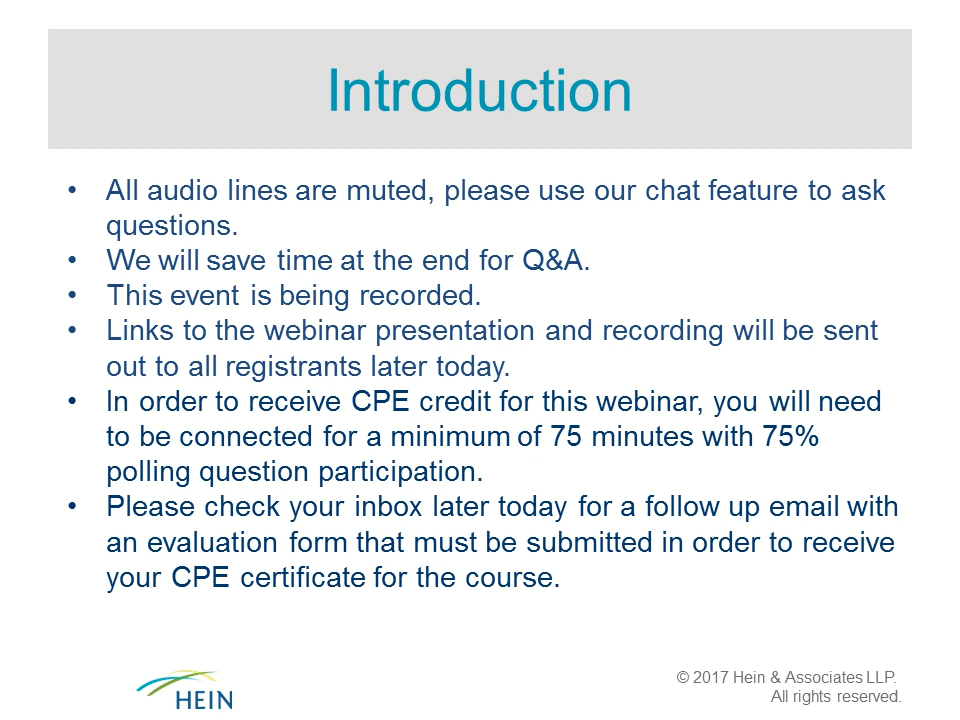 Introduction
• All audio lines are muted, please use our chat feature to ask
questions.
• We will save time at the end for Q&A.
• This event is being recorded.
• Links to the webinar presentation and recording will be sent
out to all registrants later today.
• In order to receive CPE credit for this webinar, you will need
to be connected for a minimum of 75 minutes with 75%
polling question participation.
• Please check your inbox later today for a follow up email with
an evaluation form that must be submitted in order to receive
your CPE certificate for the course.
HEIN
© 2017 Hein & Associates LLP.
All rights reserved.